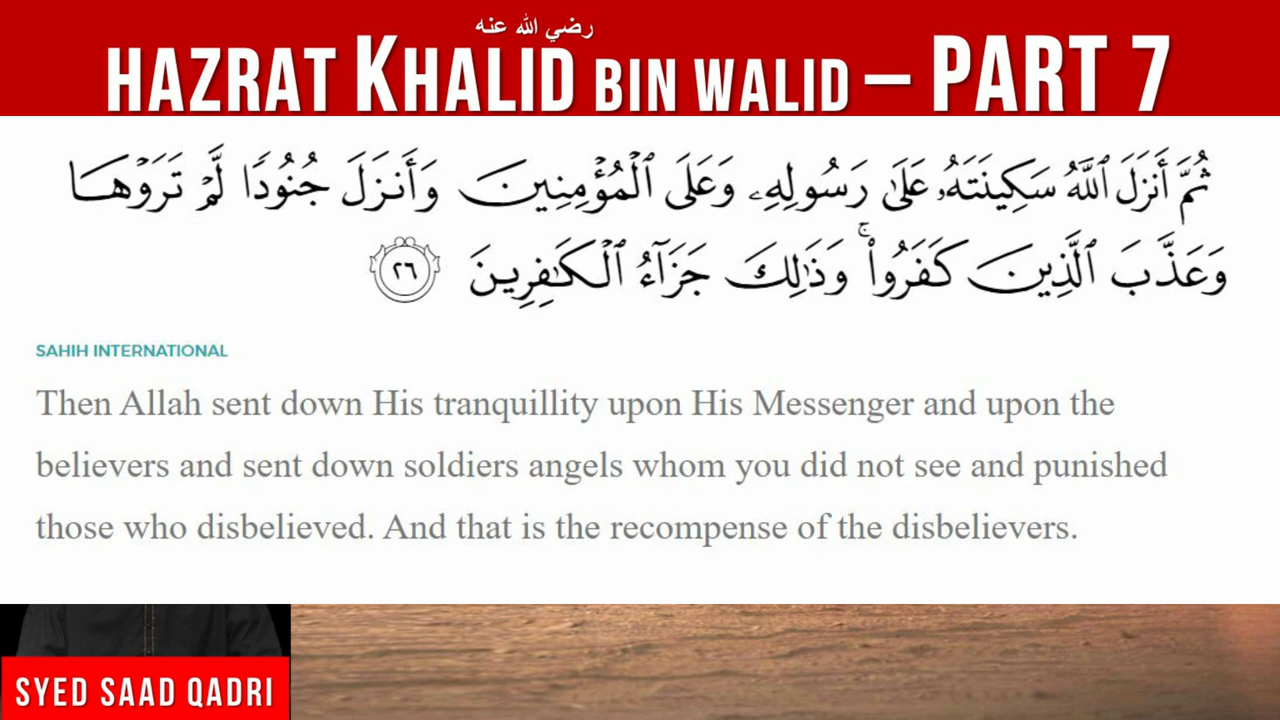 رضي الله عنه
HAZRAT KHALID BIN WALID – PART 7
ثُمَّ أَنزَلَ ٱللَّهُ سَكِينَتَهُۥ عَلَىٰ رَسُولِهِۦ وَعَلَى ٱلْمُؤْمِنِينَ وَأَنزَلَ جُنُودًا لَّمْ تَرَوْهَا
وَعَذَّبَ ٱلَّذِينَ كَفَرُوا۟ ۚ وَذَٰلِكَ جَزَآءُ ٱلْكَـٰفِرِينَ ٢٦
SAHIH INTERNATIONAL
Then Allah sent down His tranquillity upon His Messenger and upon the
believers and sent down soldiers angels whom you did not see and punished
those who disbelieved. And that is the recompense of the disbelievers.
SYED SAAD QADRI